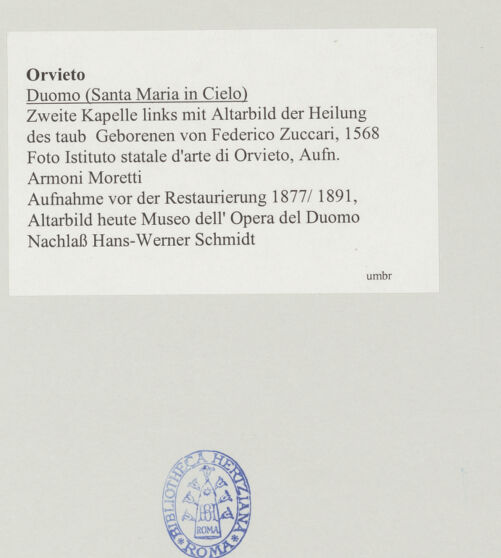 Orvieto
Duomo (Santa Maria in Cielo)
Zweite Kapelle links mit Altarbild der Heilung
des taub Geborenen von Federico Zuccari, 1568
Foto Istituto statale d'arte di Orvieto, Aufn.
Armoni Moretti
Aufnahme vor der Restaurierung 1877/ 1891,
Altarbild heute Museo dell' Opera del Duomo
Nachlaß Hans-Werner Schmidt
umbr
BIBLIOTHECA HERTZIANA
ROMA
*ROMA*